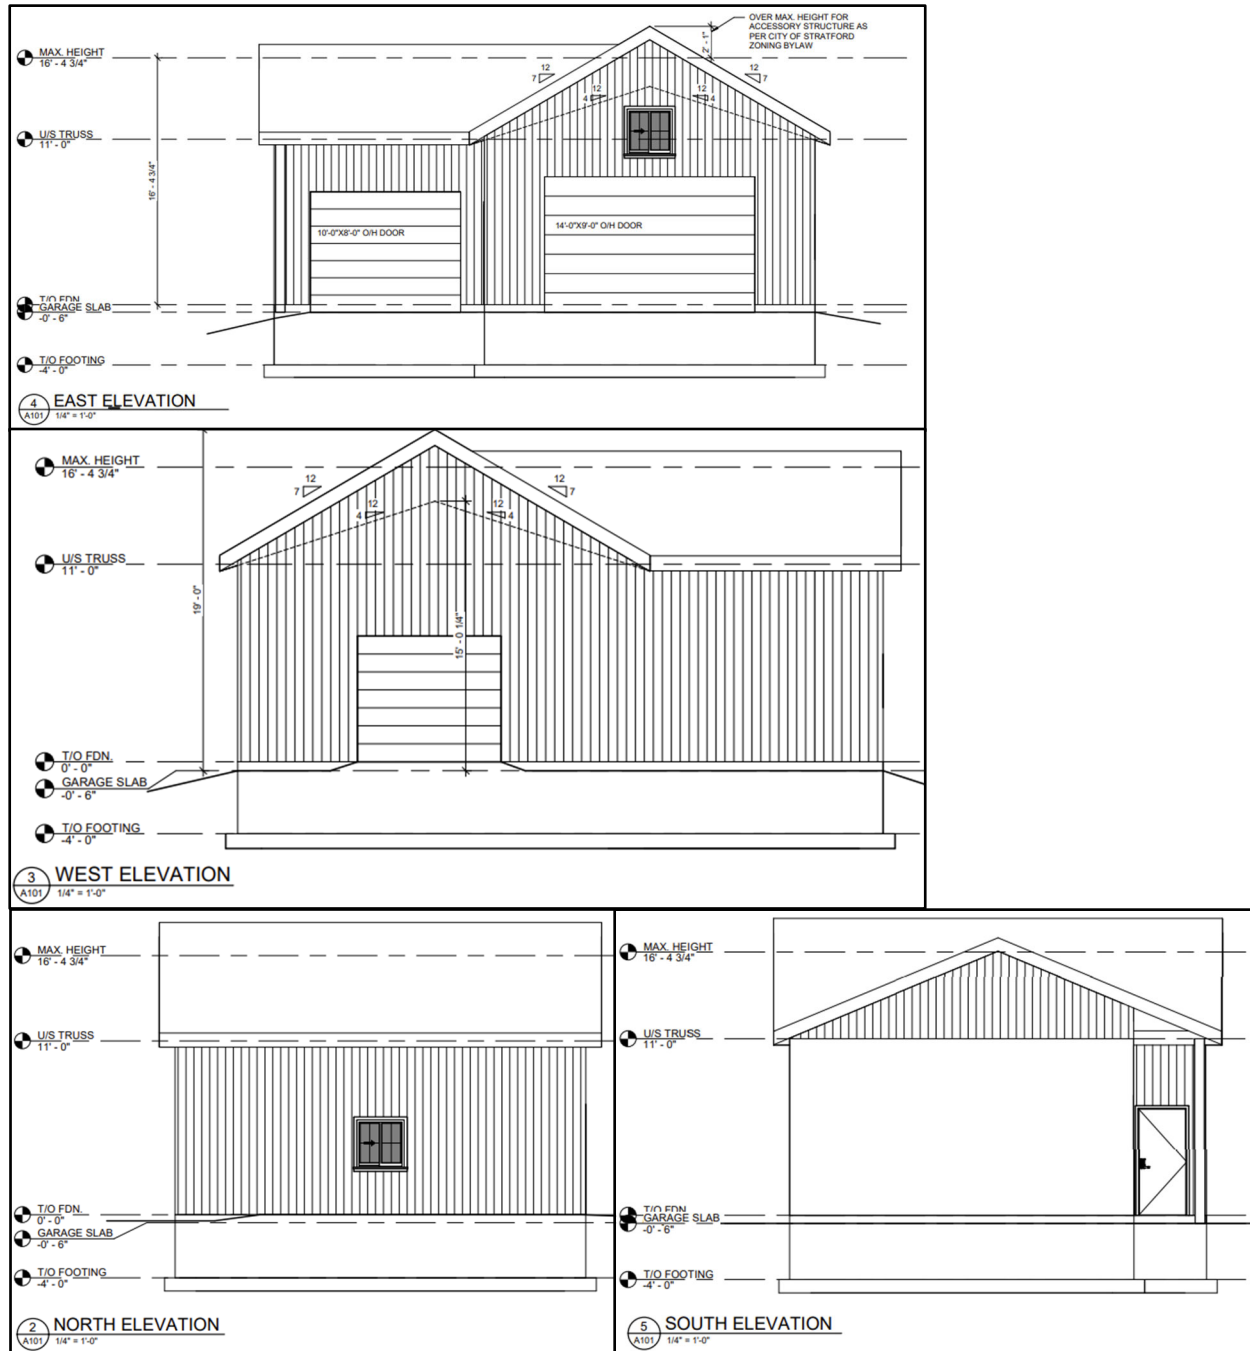 OVER MAX. HEIGHT FOR
ACCESSORY STRUCTURE AS
PER CITY OF STRATFORD
ZONING BYLAW
2' - 1"
MAX. HEIGHT
16' - 4 3/4"
12
7
12
7
12
4
12
4
U/S TRUSS
11' - 0"
16' - 4 3/4"
10'-0"X8'-0" O/H DOOR
14'-0"X9'-0" O/H DOOR
T/O FDN.
GARAGE SLAB
-0' - 6"
T/O FOOTING
-4' - 0"
4
A101
EAST ELEVATION
1/4" = 1'-0"
MAX. HEIGHT
16' - 4 3/4"
12
7
12
7
12
4
12
4
U/S TRUSS
11' - 0"
19' - 0"
15' - 0 1/4"
T/O FDN.
0' - 0"
GARAGE SLAB
-0' - 6"
T/O FOOTING
-4' - 0"
3
A101
WEST ELEVATION
1/4" = 1'-0"
MAX. HEIGHT
16' - 4 3/4"
U/S TRUSS
11' - 0"
T/O FDN.
0' - 0"
GARAGE SLAB
-0' - 6"
T/O FOOTING
-4' - 0"
2
A101
NORTH ELEVATION
1/4" = 1'-0"
MAX. HEIGHT
16' - 4 3/4"
U/S TRUSS
11' - 0"
T/O FDN.
GARAGE SLAB
-0' - 6"
T/O FOOTING
-4' - 0"
5
A101
SOUTH ELEVATION
1/4" = 1'-0"